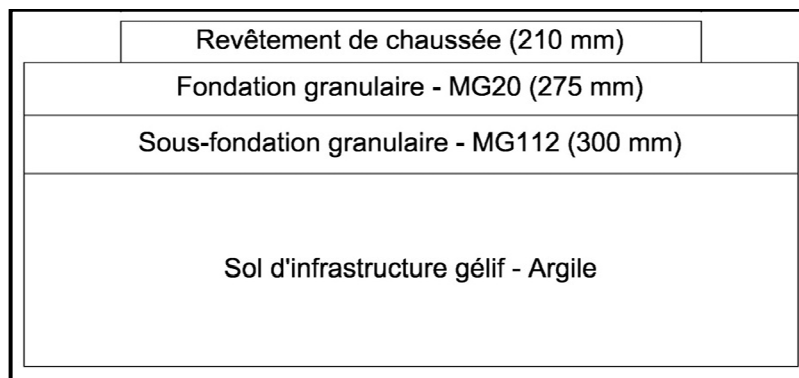 Revêtement de chaussée (210 mm)
Fondation granulaire - MG20 (275 mm)
Sous-fondation granulaire - MG112 (300 mm)
Sol d'infrastructure gélif - Argile